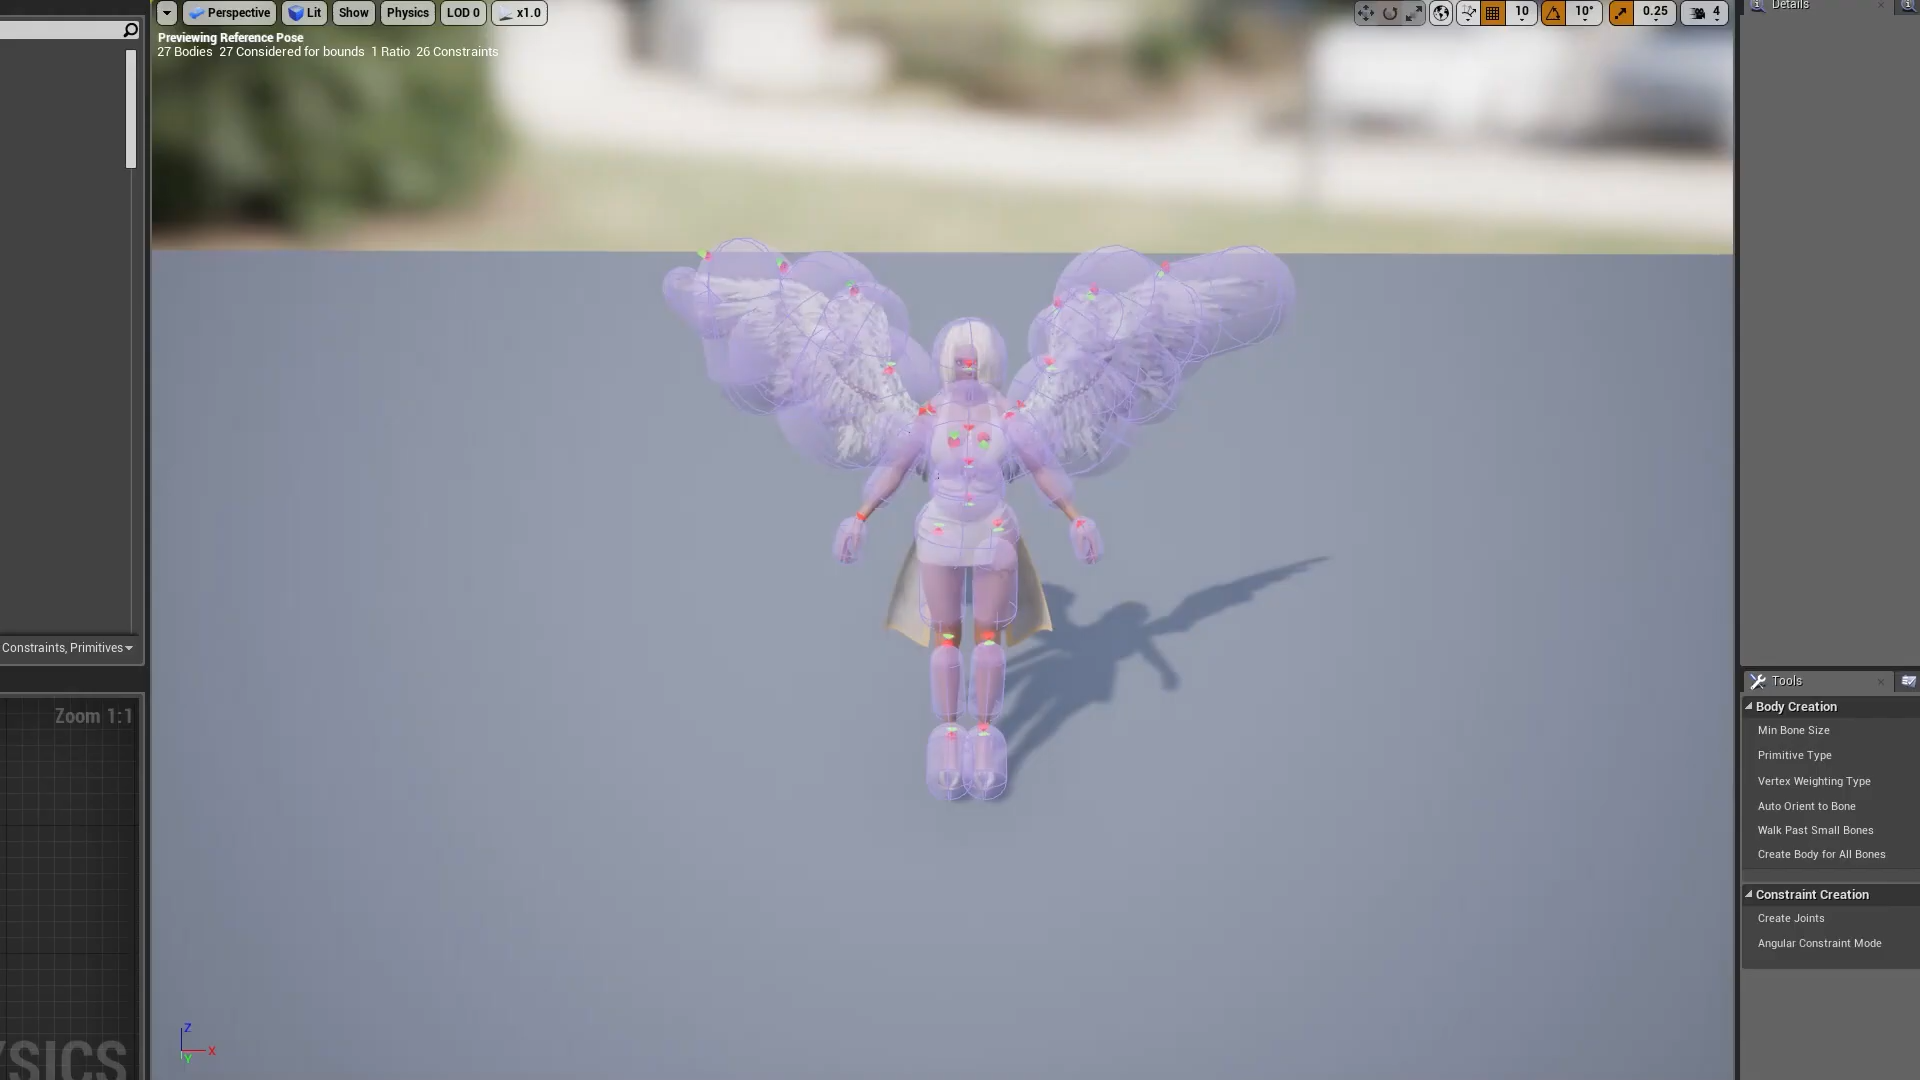 Perspective
Lit
Show
Physics
LOD 0
x1.0
10
10°
0.25
4
Details
Previewing Reference Pose
27 Bodies 27 Considered for bounds 1 Ratio 26 Constraints
Constraints, Primitives
Zoom 1:1
Tools
Body Creation
Min Bone Size
Primitive Type
Vertex Weighting Type
Auto Orient to Bone
Walk Past Small Bones
Create Body for All Bones
Constraint Creation
Create Joints
Angular Constraint Mode
Z
X
Y
YSICS